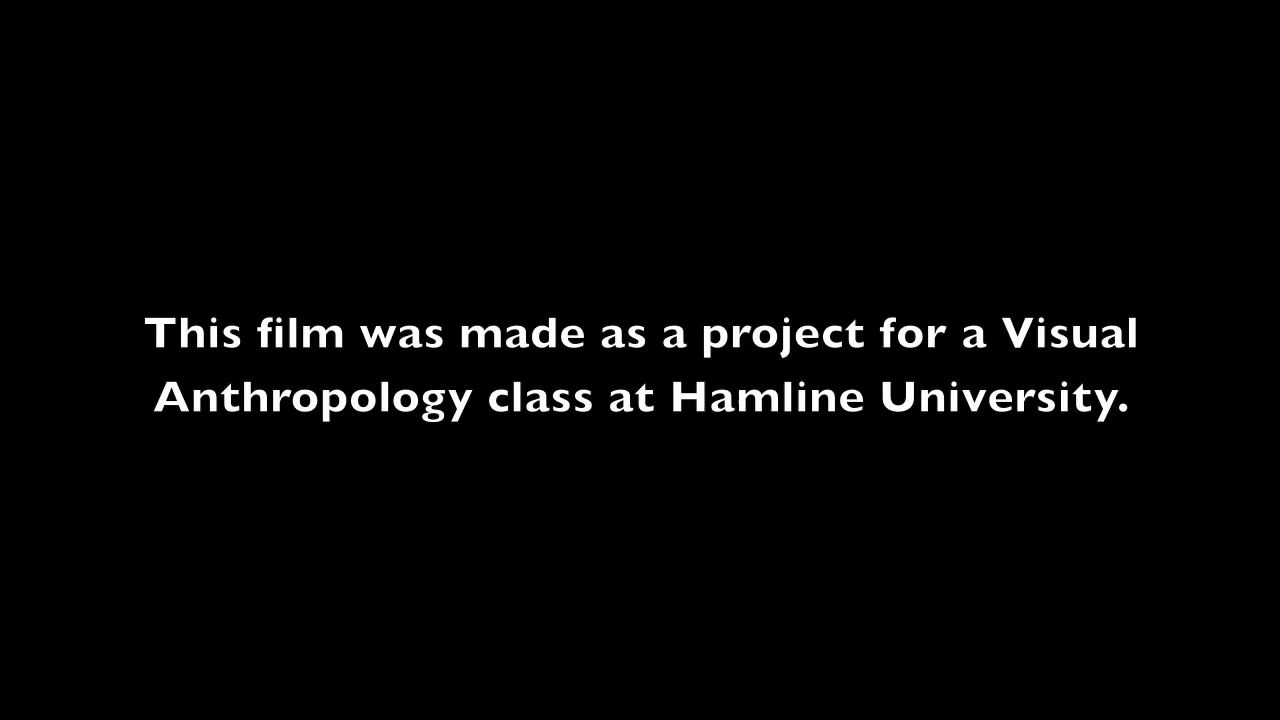 This film was made as a project for a Visual
Anthropology class at Hamline University.